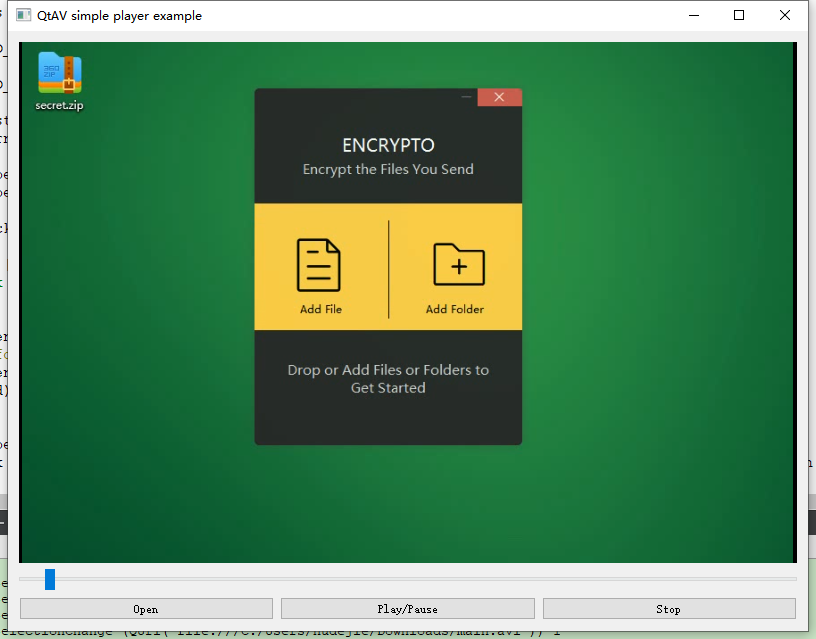 QtAV simple player example
360
ZIP
secret.zip
ENCRYPTO
Encrypt the Files You Send
Add File
Add Folder
Drop or Add Files or Folders to
Get Started
Open
Play/Pause
Stop